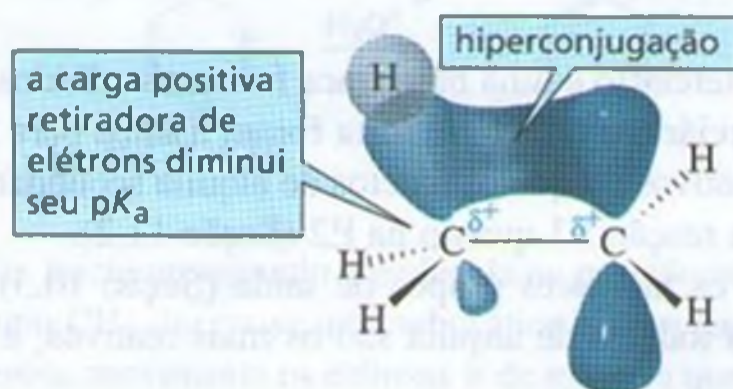 hiperconjugação
a carga positiva
retiradora de
elétrons diminui
seu pKa
H
H
C δ+ δ+ C
H
H
H